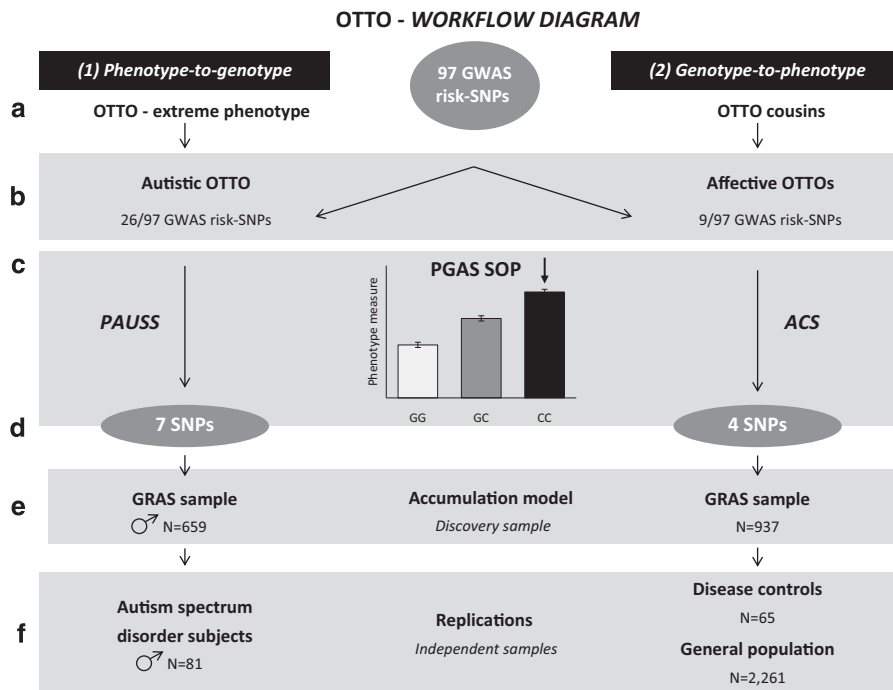 OTTO - WORKFLOW DIAGRAM
(1) Phenotype-to-genotype
97 GWAS
risk-SNPs
(2) Genotype-to-phenotype
a
OTTO - extreme phenotype
OTTO cousins
b
Autistic OTTO
26/97 GWAS risk-SNPs
Affective OTTOs
9/97 GWAS risk-SNPs
c
PAUSS
PGAS SOP
Phenotype measure
GG
GC
CC
ACS
d
7 SNPs
4 SNPs
e
GRAS sample
♂ N=659
Accumulation model
Discovery sample
GRAS sample
N=937
f
Autism spectrum
disorder subjects
♂ N=81
Replications
Independent samples
Disease controls
N=65
General population
N=2,261